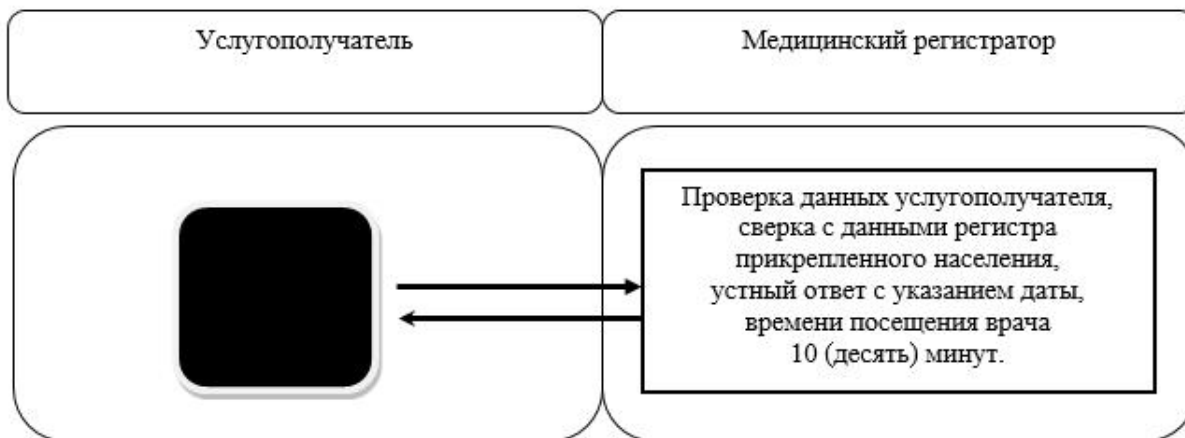 Услугополучатель
Медицинский регистратор
Проверка данных услугополучателя,
сверка с данными регистра
прикрепленного населения,
устный ответ с указанием даты,
времени посещения врача
10 (десять) минут.